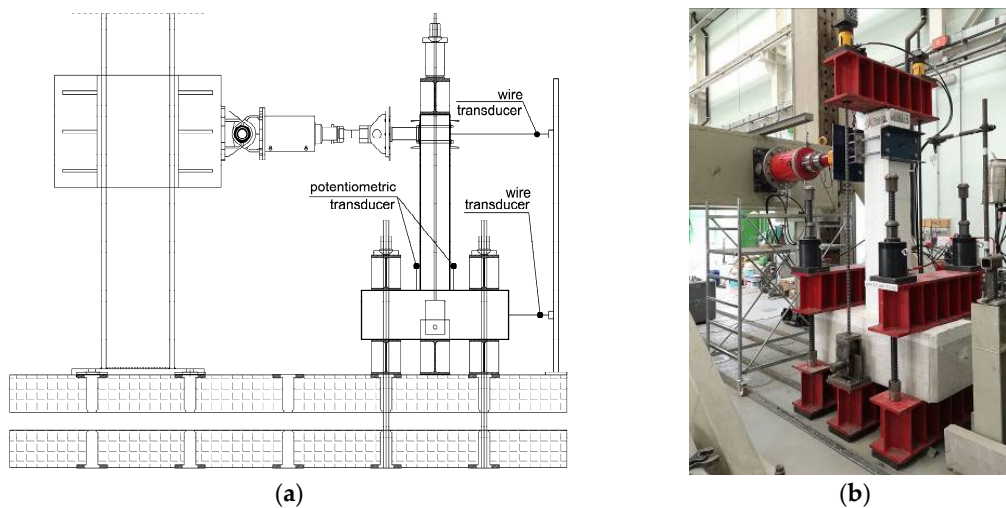 wire
transducer
potentiometric
transducer
wire
transducer
(a)
(b)